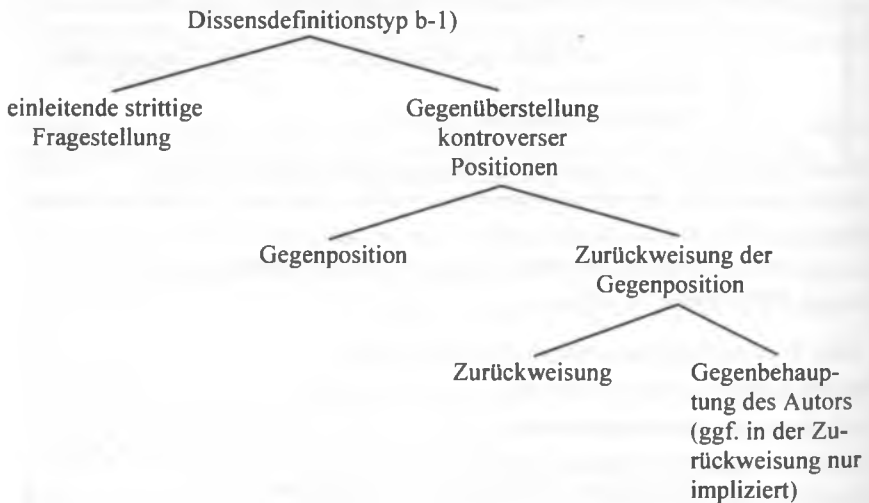 Dissensdefinitionstyp b-1)
einleitende strittige
Fragestellung
Gegenüberstellung
kontroverser
Positionen
Gegenposition
Zurückweisung der
Gegenposition
Zurückweisung
Gegenbehaup-
tung des Autors
(ggf. in der Zu-
rückweisung nur
impliziert)